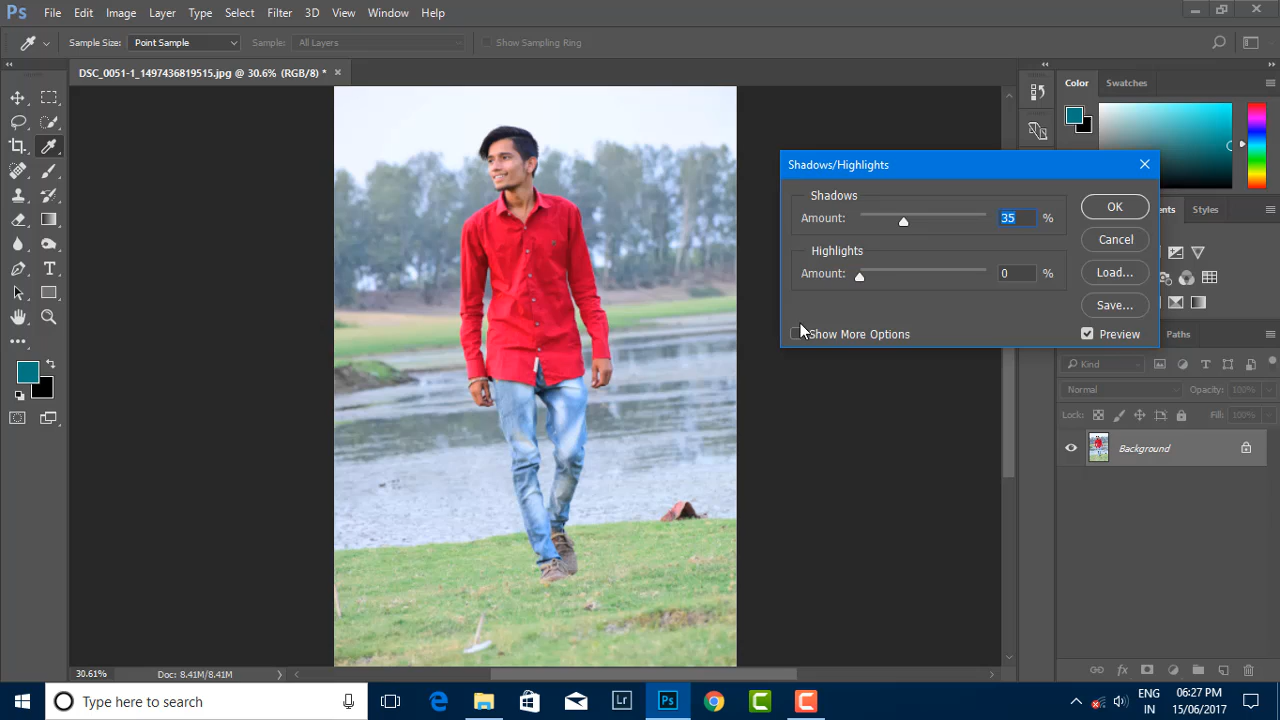 Ps File Edit Image Layer Type Select Filter 3D View Window Help
Sample Size: Point Sample Sample: All Layers Show Sampling Ring
DSC_0051-1_1497436819515.jpg @ 30.6% (RGB/8) *
Color Swatches
Shadows/Highlights
Shadows
Amount: 35 %
OK
Cancel
Highlights
Amount: 0 %
Load...
Save...
Show More Options
Preview
Styles
Paths
Kind
Normal Opacity: 100%
Lock: Fill: 100%
Background
30.61% Doc: 8.41M/8.41M
Type here to search
Lr Ps
ENG 06:27 PM
IN 15/06/2017